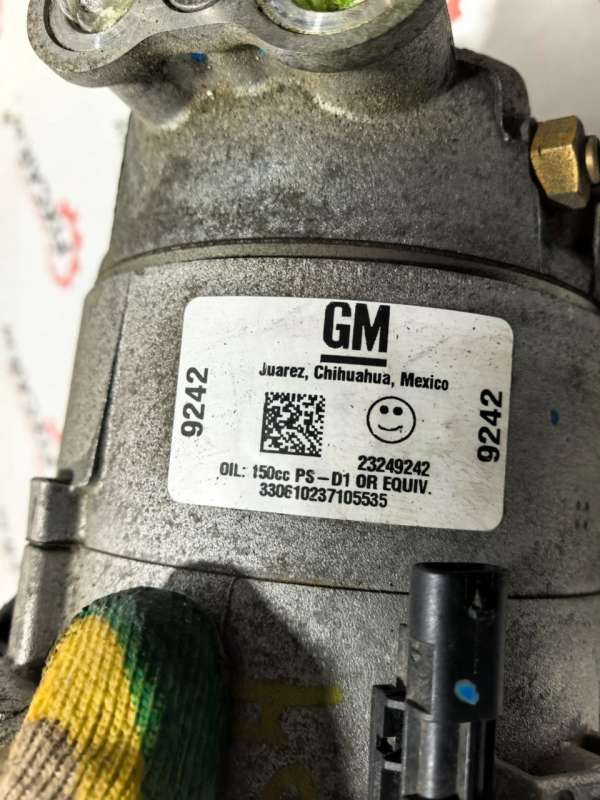 GM
Juarez, Chihuahua, Mexico
9242
9242
23249242
OIL: 150cc PS-D1 OR EQUIV.
330610237105535